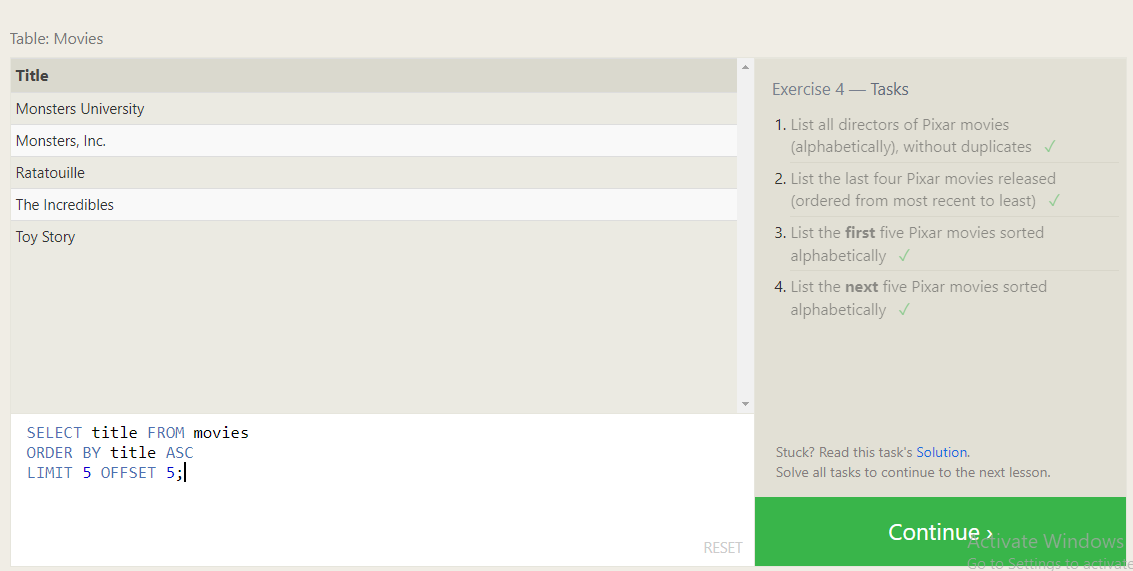 Table: Movies
Title
Monsters University
Monsters, Inc.
Ratatouille
The Incredibles
Toy Story
SELECT title FROM movies
ORDER BY title ASC
LIMIT 5 OFFSET 5;
RESET
Exercise 4 — Tasks
1. List all directors of Pixar movies
(alphabetically), without duplicates ✓
2. List the last four Pixar movies released
(ordered from most recent to least) ✓
3. List the first five Pixar movies sorted
alphabetically ✓
4. List the next five Pixar movies sorted
alphabetically ✓
Stuck? Read this task's Solution.
Solve all tasks to continue to the next lesson.
Continue ›
Activate Windows
Go to Settings to activate